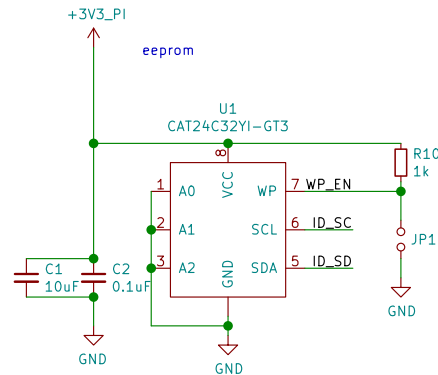 +3V3_PI
eeprom
U1
CAT24C32YI-GT3
8
VCC
R10
1k
1 A0 WP 7 WP_EN
2 A1 SCL 6 ID_SC
JP1
3 A2 GND SDA 5 ID_SD
C1 C2
10uF 0.1uF
GND
GND
GND